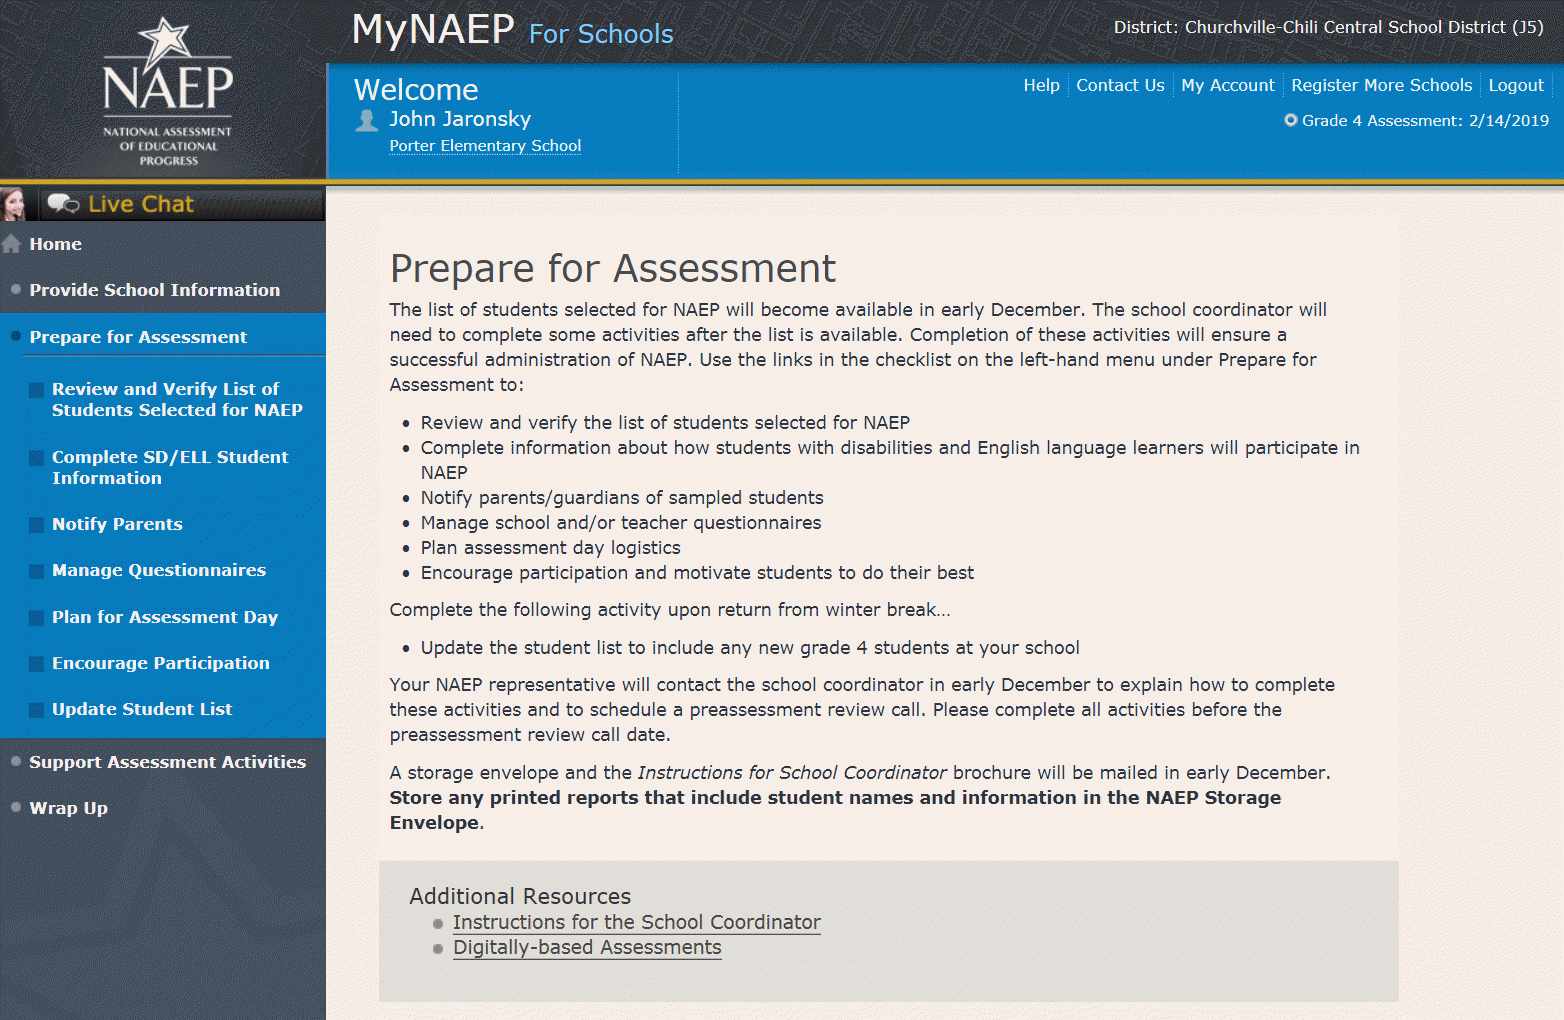 MyNAEP For Schools
District: Churchville-Chili Central School District (J5)
NAEP
NATIONAL ASSESSMENT
OF EDUCATIONAL
PROGRESS
Welcome
John Jaronsky
Porter Elementary School
Help
Contact Us
My Account
Register More Schools
Logout
Grade 4 Assessment: 2/14/2019
Live Chat
Home
Provide School Information
Prepare for Assessment
Review and Verify List of
Students Selected for NAEP
Complete SD/ELL Student
Information
Notify Parents
Manage Questionnaires
Plan for Assessment Day
Encourage Participation
Update Student List
Support Assessment Activities
Wrap Up
Prepare for Assessment
The list of students selected for NAEP will become available in early December. The school coordinator will
need to complete some activities after the list is available. Completion of these activities will ensure a
successful administration of NAEP. Use the links in the checklist on the left-hand menu under Prepare for
Assessment to:
• Review and verify the list of students selected for NAEP
• Complete information about how students with disabilities and English language learners will participate in
NAEP
• Notify parents/guardians of sampled students
• Manage school and/or teacher questionnaires
• Plan assessment day logistics
• Encourage participation and motivate students to do their best
Complete the following activity upon return from winter break…
• Update the student list to include any new grade 4 students at your school
Your NAEP representative will contact the school coordinator in early December to explain how to complete
these activities and to schedule a preassessment review call. Please complete all activities before the
preassessment review call date.
A storage envelope and the Instructions for School Coordinator brochure will be mailed in early December.
Store any printed reports that include student names and information in the NAEP Storage
Envelope.
Additional Resources
Instructions for the School Coordinator
Digitally-based Assessments